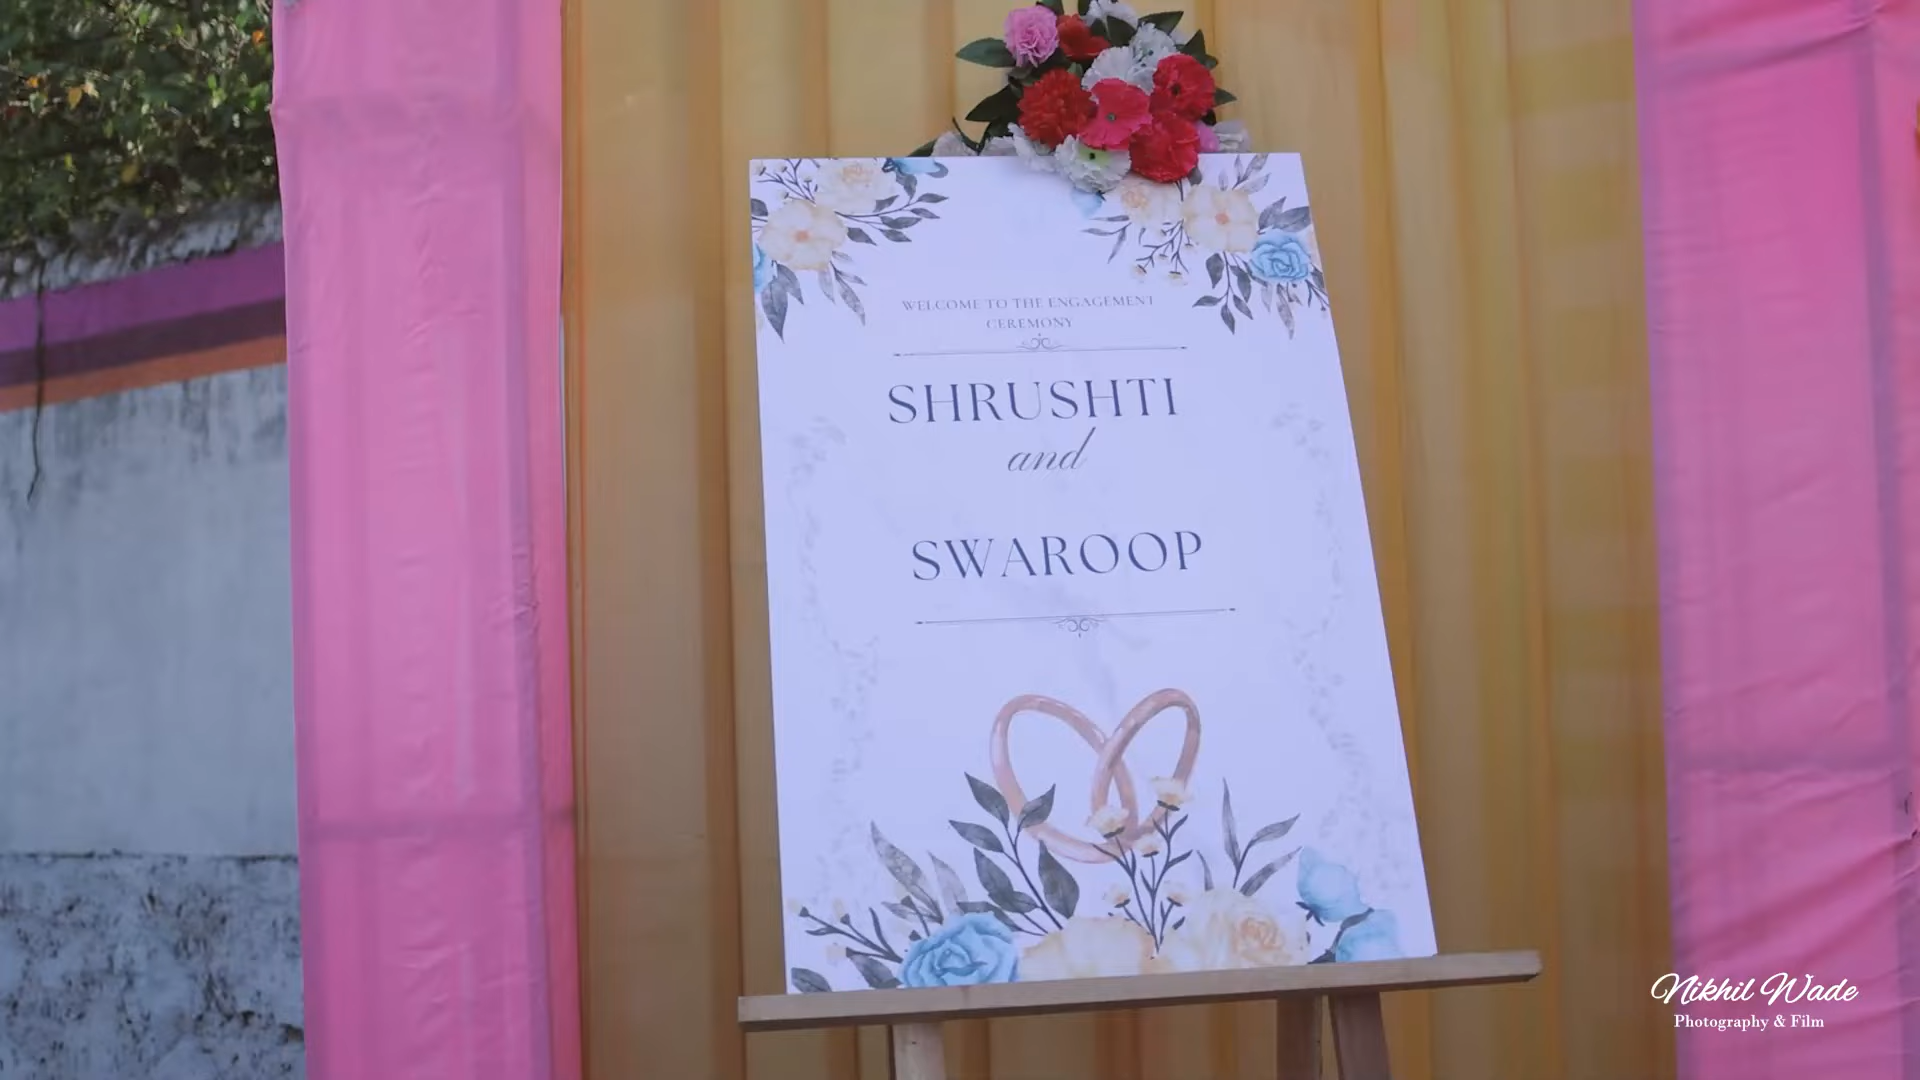 WELCOME TO THE ENGAGEMENT
CEREMONY
SHRUSHTI
and
SWAROOP
Nikhil Wade
Photography & Film